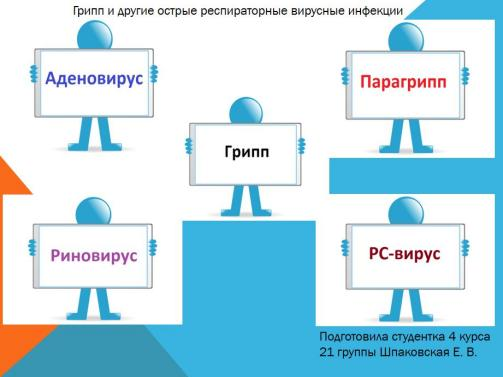 Грипп и другие острые респираторные вирусные инфекции
Аденовирус
Парагрипп
Грипп
Риновирус
РС-вирус
Подготовила студентка 4 курса
21 группы Шпаковская Е. В.